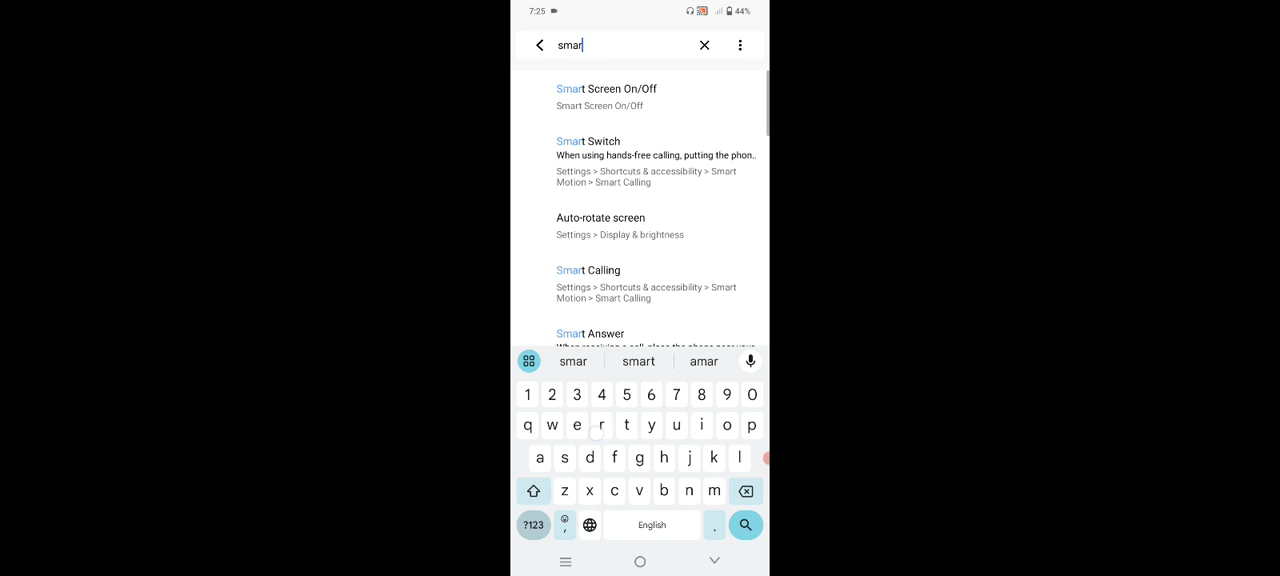 7:25
44%
smar
Smart Screen On/Off
Smart Screen On/Off
Smart Switch
When using hands-free calling, putting the phon..
Settings > Shortcuts & accessibility > Smart
Motion > Smart Calling
Auto-rotate screen
Settings > Display & brightness
Smart Calling
Settings > Shortcuts & accessibility > Smart
Motion > Smart Calling
Smart Answer
smar smart amar
1 2 3 4 5 6 7 8 9 0
q w e r t y u i o p
a s d f g h j k l
z x c v b n m
?123 , English .